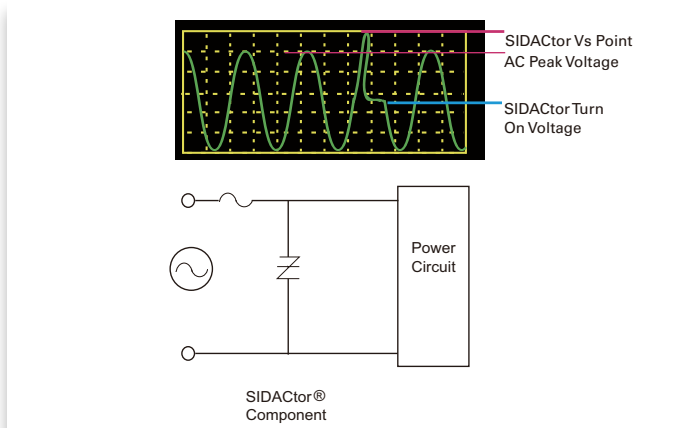 SIDACtor Vs Point
AC Peak Voltage
SIDACtor Turn
On Voltage
Power
Circuit
SIDACtor®
Component